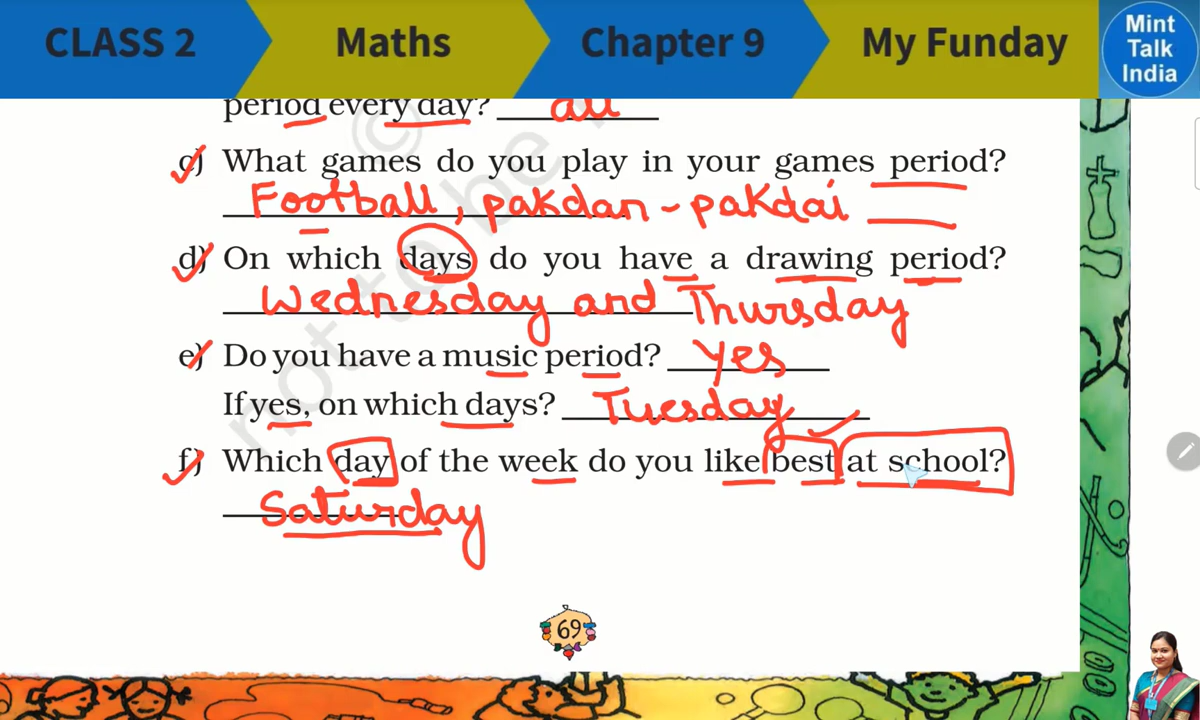 CLASS 2 Maths Chapter 9 My Funday Mint Talk India
period every day? all
c) What games do you play in your games period?
Football, pakdan - pakdai
d) On which days do you have a drawing period?
Wednesday and Thursday
e) Do you have a music period? yes
If yes, on which days? Tuesday
f) Which day of the week do you like best at school?
Saturday
69